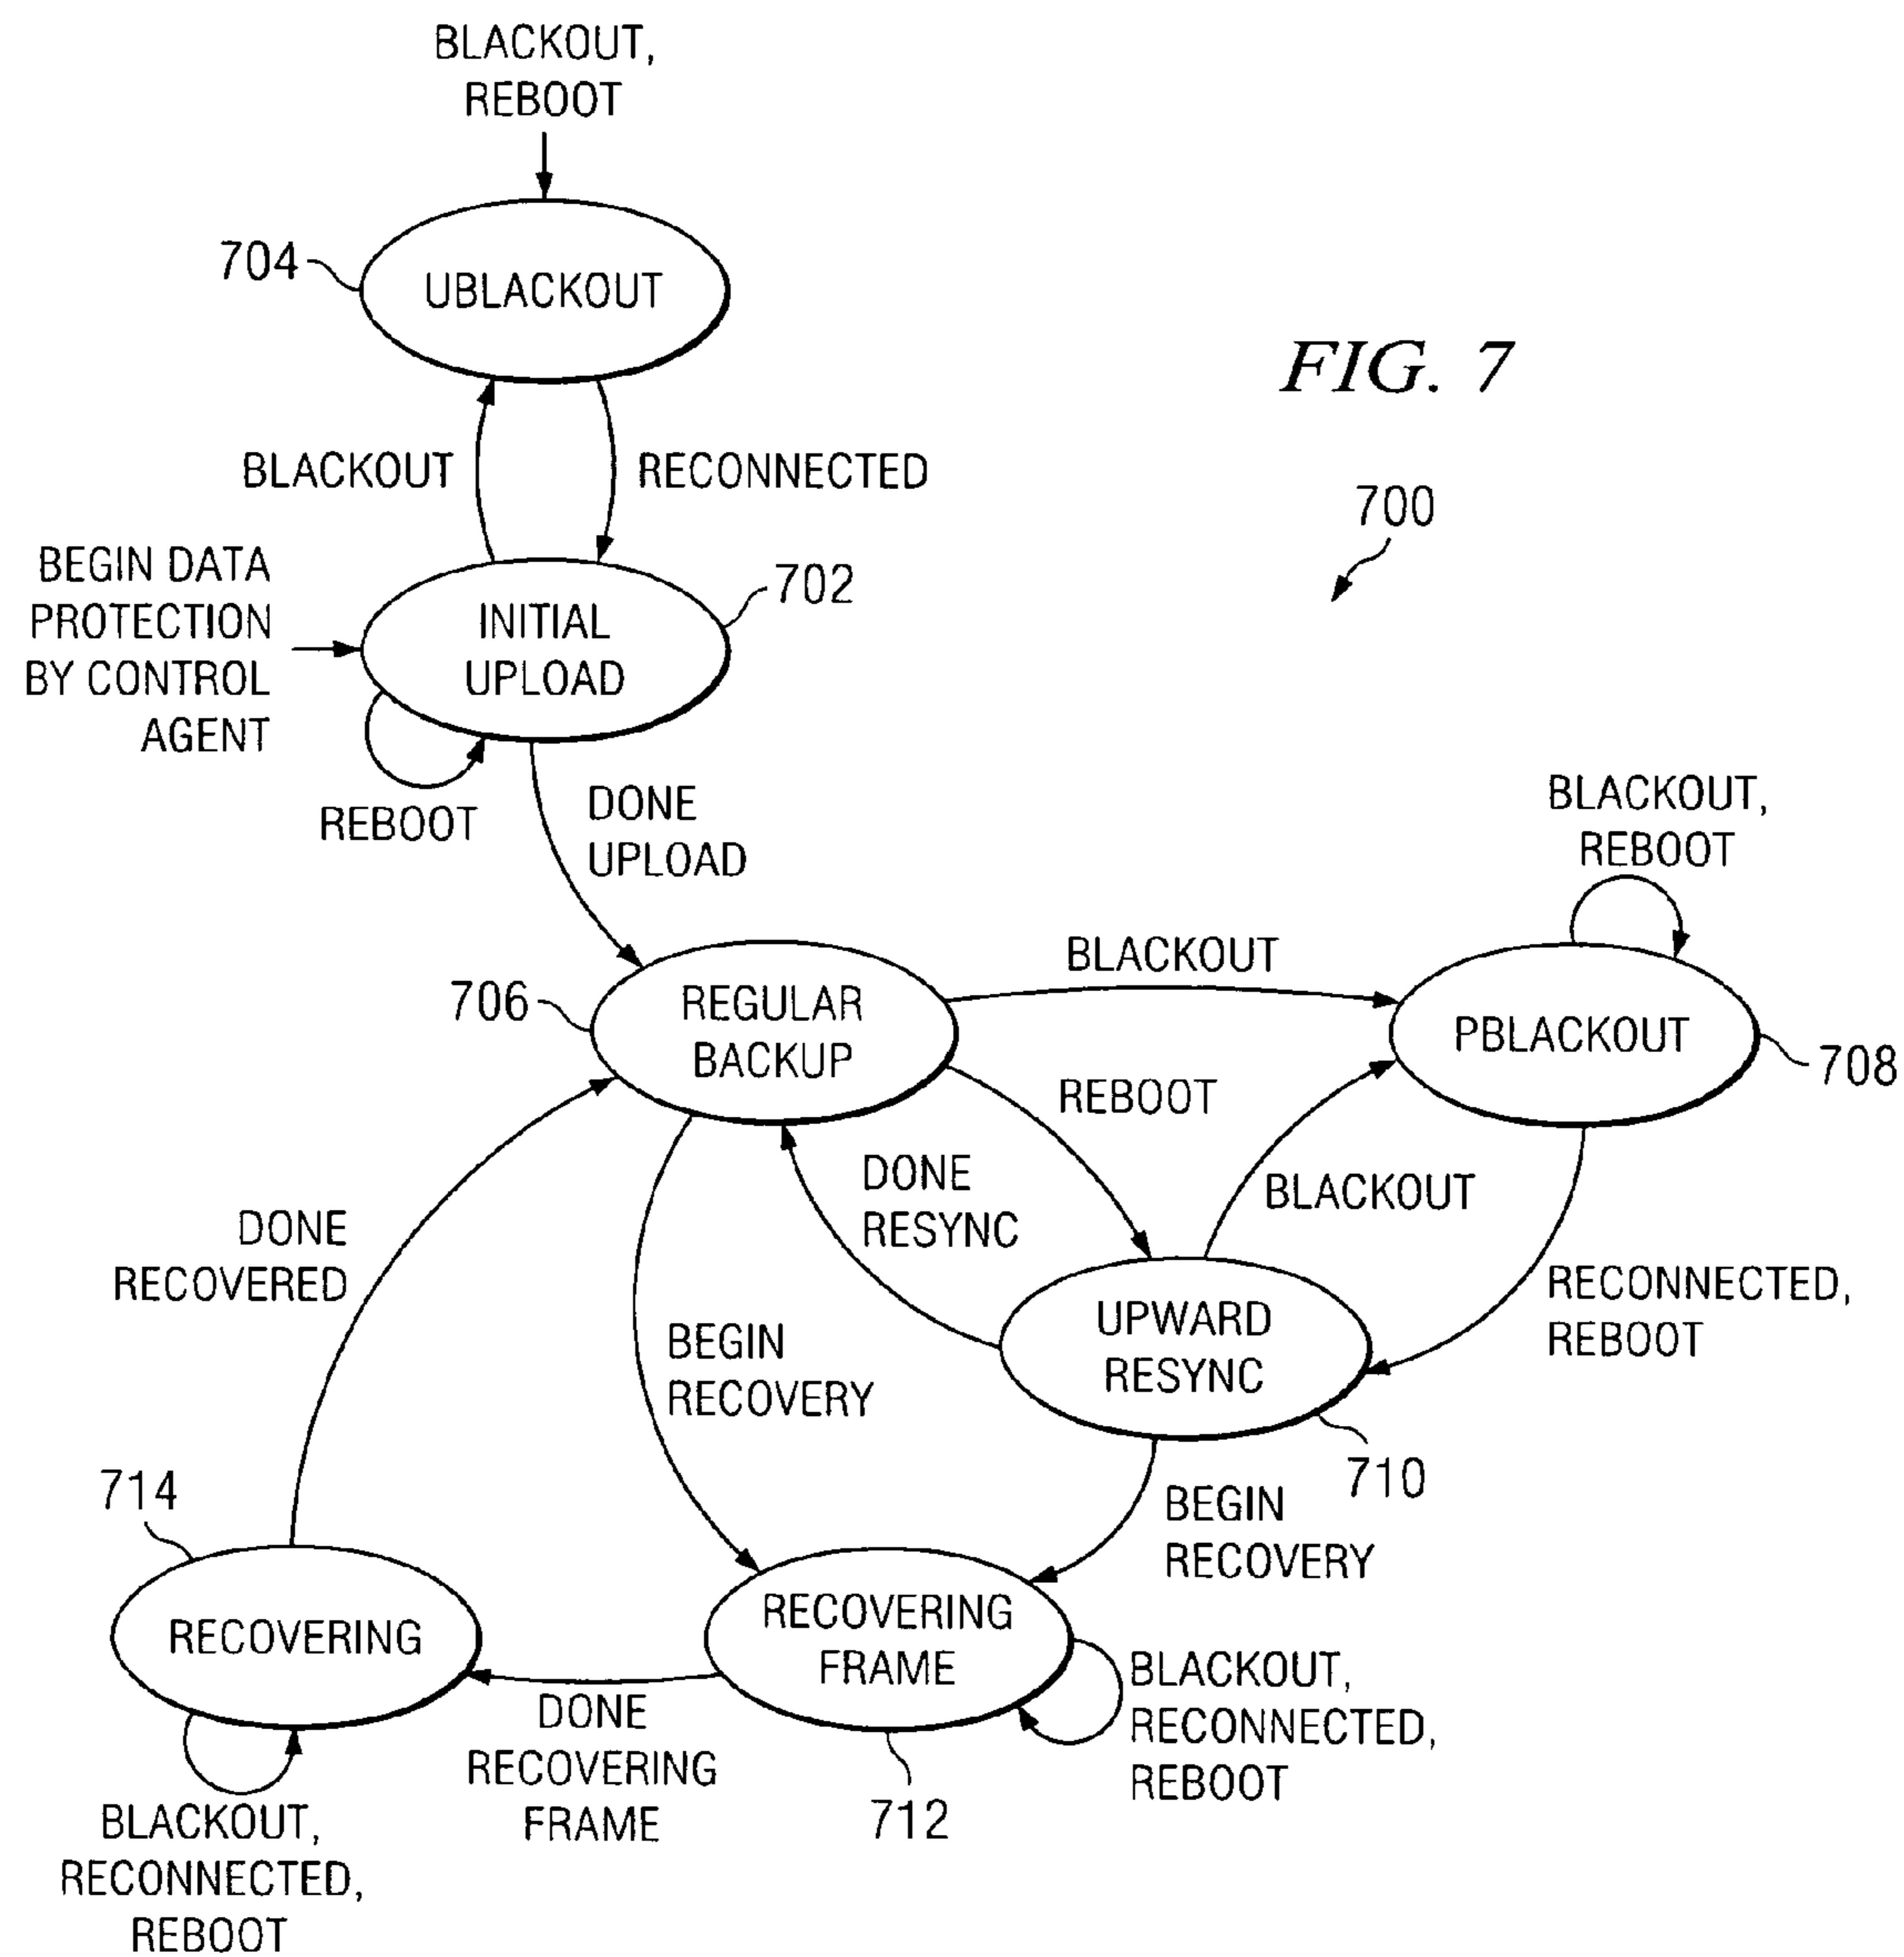 BLACKOUT,
REBOOT
704
UBLACKOUT
FIG. 7
BLACKOUT
RECONNECTED
700
BEGIN DATA
PROTECTION
BY CONTROL
AGENT
702
INITIAL
UPLOAD
REBOOT
DONE
UPLOAD
BLACKOUT,
REBOOT
706
REGULAR
BACKUP
BLACKOUT
PBLACKOUT
708
REBOOT
DONE
RESYNC
BLACKOUT
DONE
RECOVERED
RECONNECTED,
REBOOT
BEGIN
RECOVERY
UPWARD
RESYNC
710
BEGIN
RECOVERY
714
RECOVERING
RECOVERING
FRAME
BLACKOUT,
RECONNECTED,
REBOOT
DONE
RECOVERING
FRAME
712
BLACKOUT,
RECONNECTED,
REBOOT